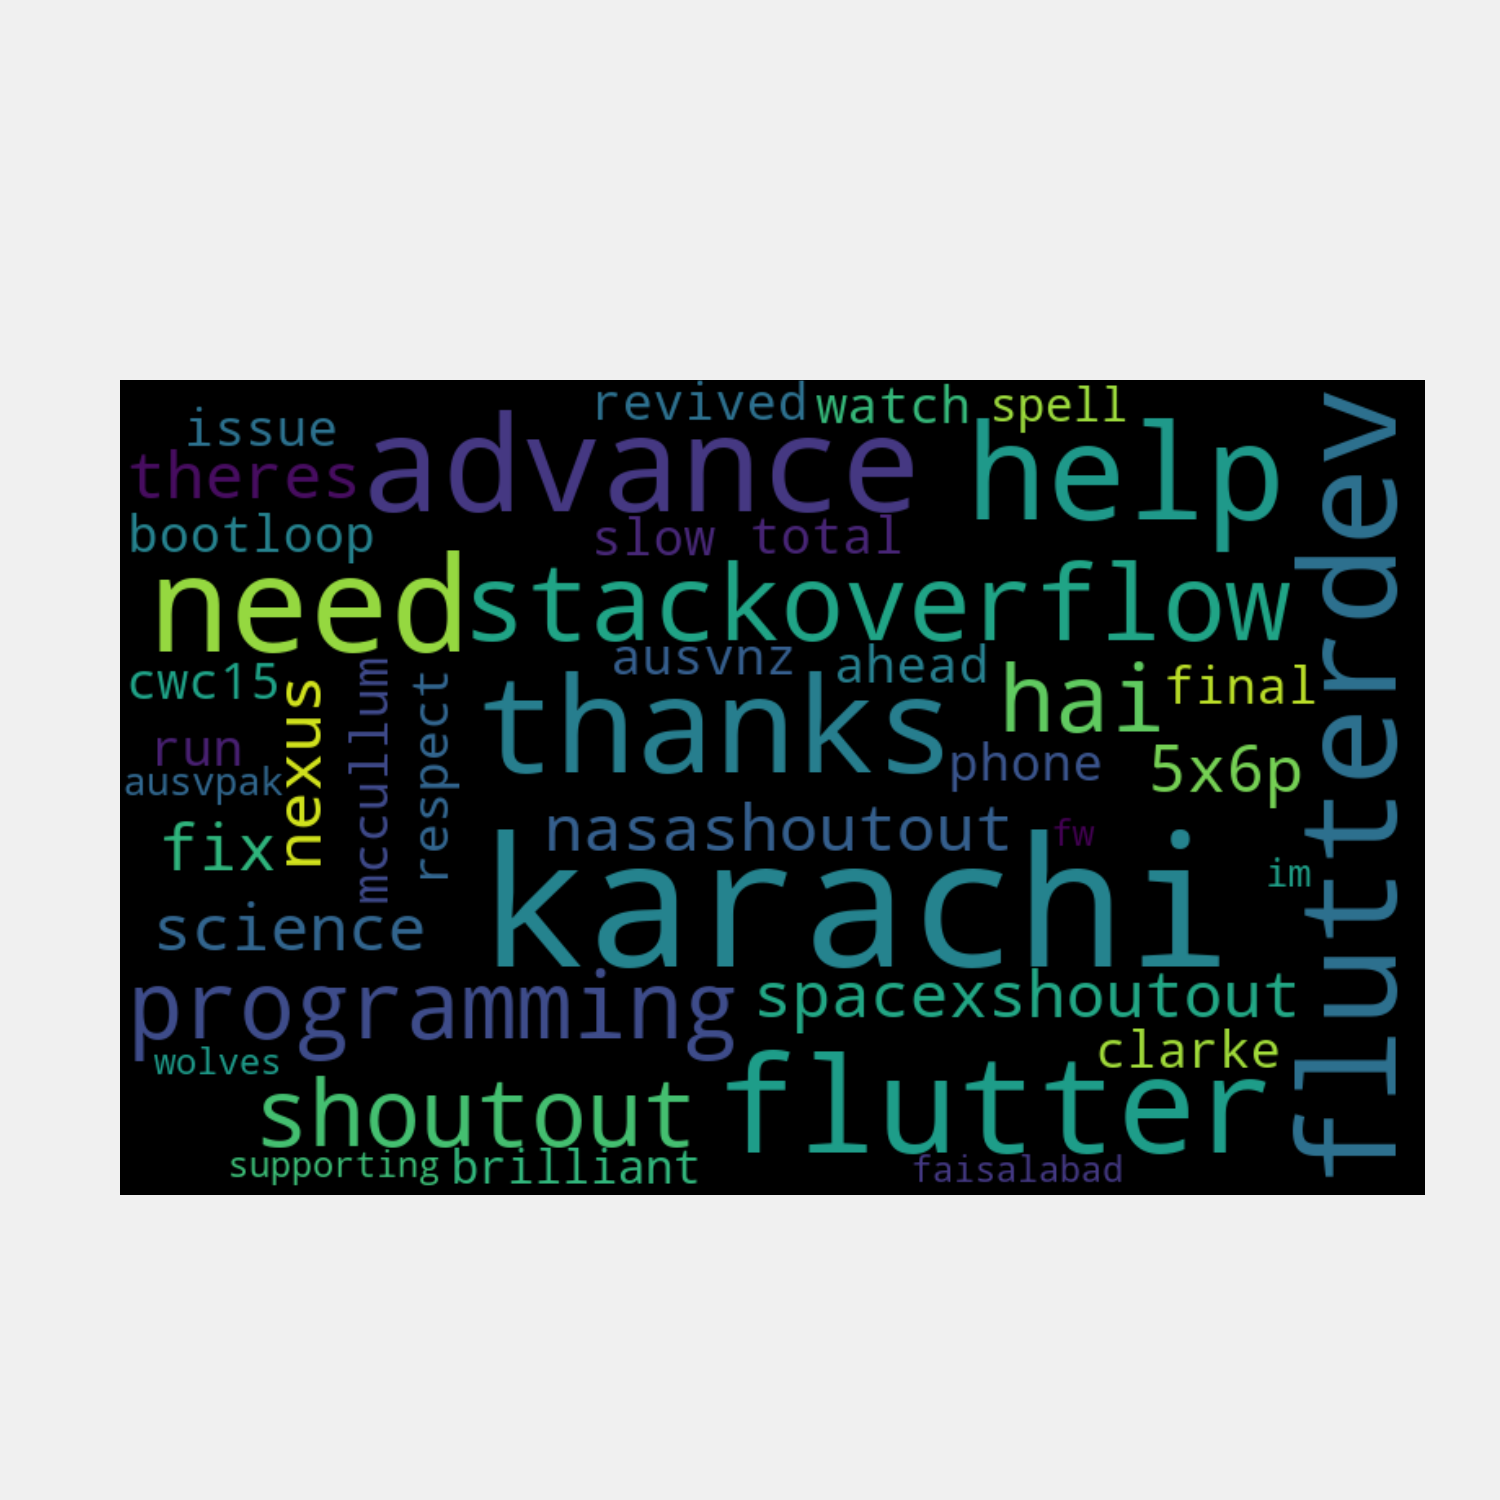 revived watch spell
issue
advance help
theres
bootloop
slow total
need stackoverflow
flutterdev
ausvnz ahead
cwc15
nexus
mccullum
respect
thanks
hai final
run
phone 5x6p
ausvpak
nasashoutout fw
fix
karachi
im
science
programming
spacexshoutout
wolves
clarke
shoutout flutter
supporting brilliant
faisalabad